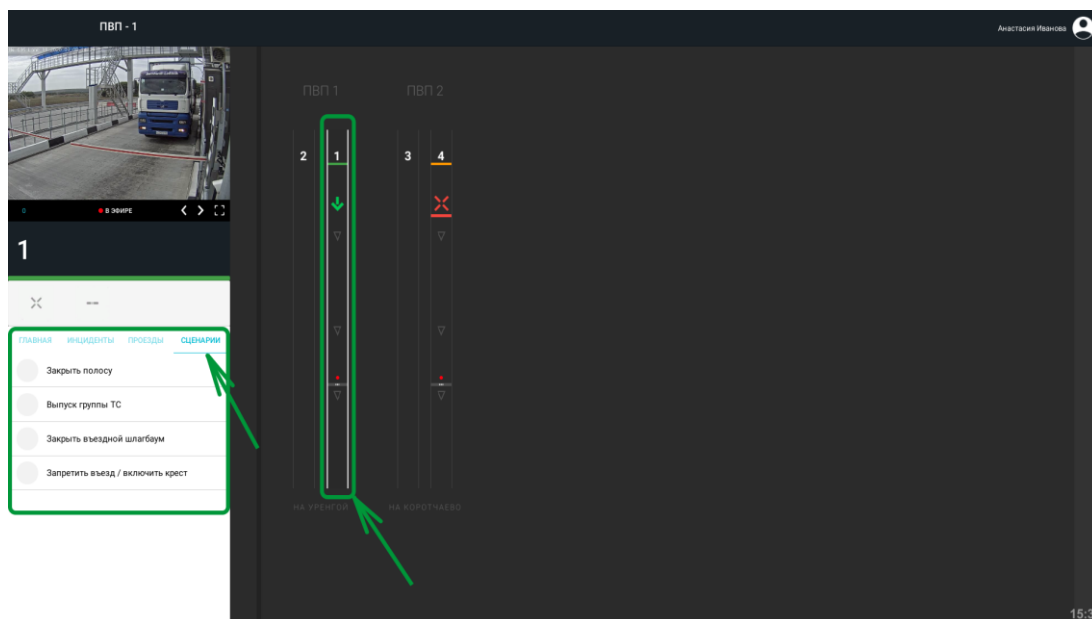 ПВП - 1
Анастасия Иванова
0
В ЭФИРЕ
1
--
ГЛАВНАЯ ИНЦИДЕНТЫ ПРОЕЗДЫ СЦЕНАРИИ
Закрыть полосу
Выпуск группы ТС
Закрыть въездной шлагбаум
Запретить въезд / включить крест
ПВП 1 ПВП 2
2 1 3 4
-- --
НА УРЕНГОЙ НА КОРОТЧАЕВО